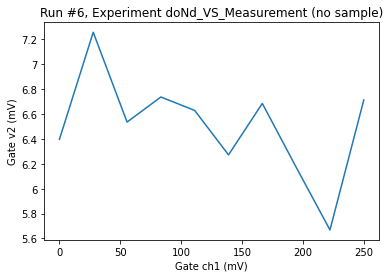 Run #6, Experiment doNd_VS_Measurement (no sample)
Gate v2 (mV)
7.2
7
6.8
6.6
6.4
6.2
6
5.8
5.6
0 50 100 150 200 250
Gate ch1 (mV)